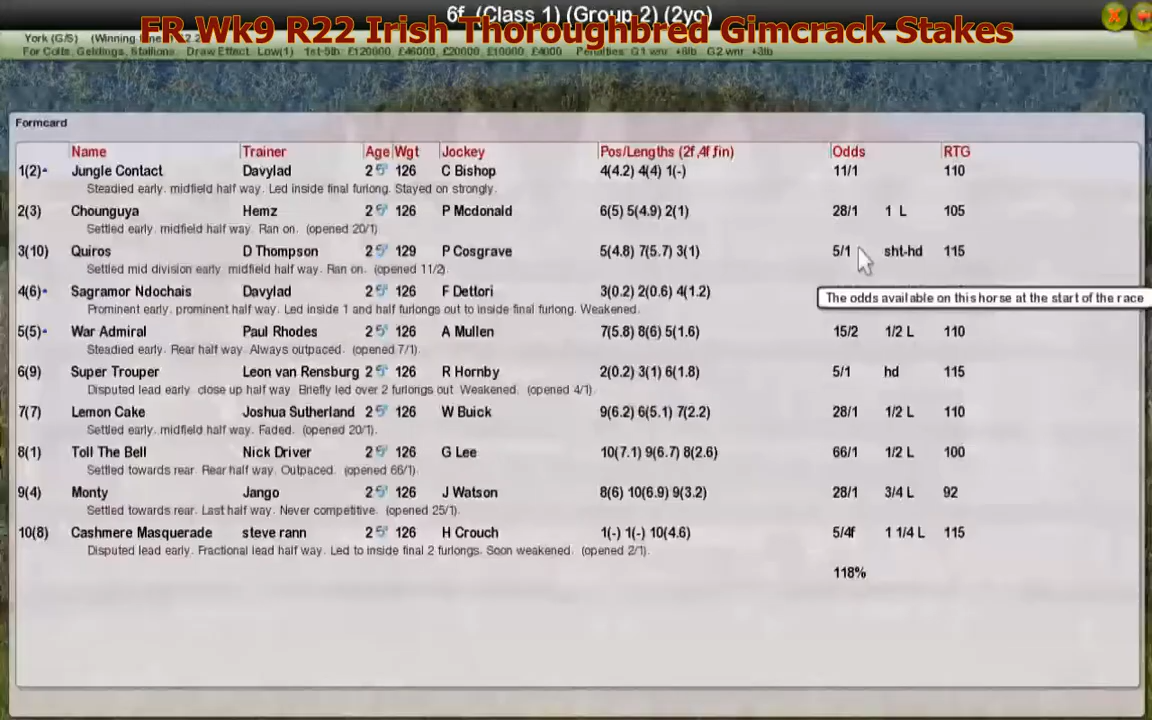 6f, (Class 1) (Group 2) (2yo)
FR Wk9 R22 Irish Thoroughbred Gimcrack Stakes
York (G/S) (Winning
For Colts, Geldings, Stallions. Draw Effect: Low(1) 1st-5th: £120000, £46000, £20000, £10000, £4000 Penalties: G1 wnr +6lb G2 wnr +3lb
Formcard
Name Trainer Age Wgt Jockey Pos/Lengths (2f,4f fin) Odds RTG
1(2) Jungle Contact Davylad 2 126 C Bishop 4(4.2) 4(4) 1(-) 11/1 110
Steadied early. midfield half way. Led inside final furlong. Stayed on strongly.
2(3) Chounguya Hemz 2 126 P Mcdonald 6(5) 5(4.9) 2(1) 28/1 1 L 105
Settled early. midfield half way. Ran on. (opened 20/1)
3(10) Quiros D Thompson 2 129 P Cosgrave 5(4.8) 7(5.7) 3(1) 5/1 sht-hd 115
Settled mid division early. midfield half way. Ran on. (opened 11/2).
4(6) Sagramor Ndochais Davylad 2 126 F Dettori 3(0.2) 2(0.6) 4(1.2)
The odds available on this horse at the start of the race
Prominent early. prominent half way. Led inside 1 and half furlongs out to inside final furlong. Weakened.
5(5) War Admiral Paul Rhodes 2 126 A Mullen 7(5.8) 8(6) 5(1.6) 15/2 1/2 L 110
Steadied early. Rear half way. Always outpaced. (opened 7/1).
6(9) Super Trouper Leon van Rensburg 2 126 R Hornby 2(0.2) 3(1) 6(1.8) 5/1 hd 115
Disputed lead early. close up half way. Briefly led over 2 furlongs out. Weakened. (opened 4/1).
7(7) Lemon Cake Joshua Sutherland 2 126 W Buick 9(6.2) 6(5.1) 7(2.2) 28/1 1/2 L 110
Settled early. midfield half way. Faded. (opened 20/1).
8(1) Toll The Bell Nick Driver 2 126 G Lee 10(7.1) 9(6.7) 8(2.6) 66/1 1/2 L 100
Settled towards rear. Rear half way. Outpaced. (opened 66/1).
9(4) Monty Jango 2 126 J Watson 8(6) 10(6.9) 9(3.2) 28/1 3/4 L 92
Settled towards rear. Last half way. Never competitive. (opened 25/1).
10(8) Cashmere Masquerade steve rann 2 126 H Crouch 1(-) 1(-) 10(4.6) 5/4f 1 1/4 L 115
Disputed lead early. Fractional lead half way. Led to inside final 2 furlongs. Soon weakened. (opened 2/1).
118%